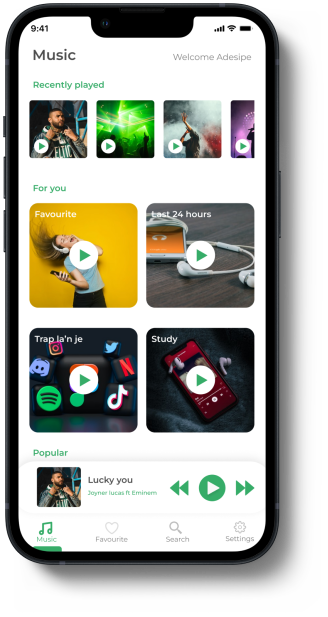 9:41
Music
Welcome Adesipe
Recently played
For you
Favourite
Last 24 hours
Trap la'n je
Study
Popular
Lucky you
Joyner lucas ft Eminem
Music
Favourite
Search
Settings